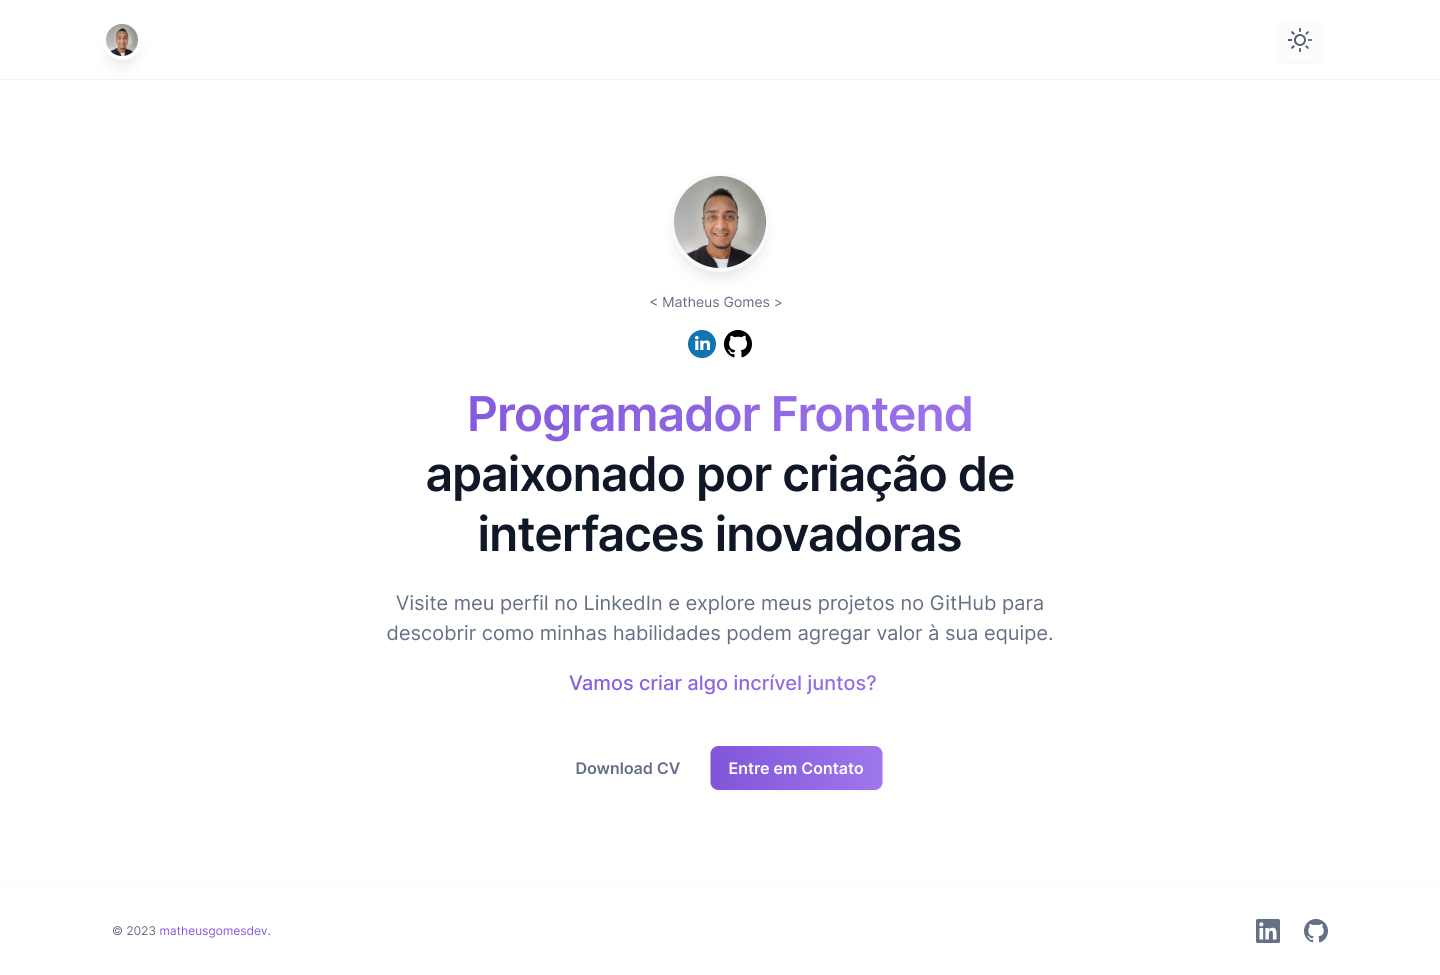 < Matheus Gomes >
in
Programador Frontend
apaixonado por criação de
interfaces inovadoras
Visite meu perfil no LinkedIn e explore meus projetos no GitHub para
descobrir como minhas habilidades podem agregar valor à sua equipe.
Vamos criar algo incrível juntos?
Download CV Entre em Contato
© 2023 matheusgomesdev. in